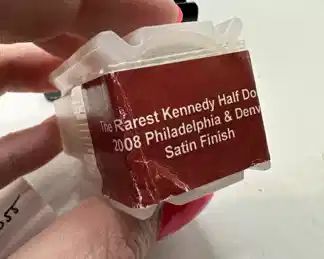 The Rarest Kennedy Half Do
2008 Philadelphia & Denv
Satin Finish